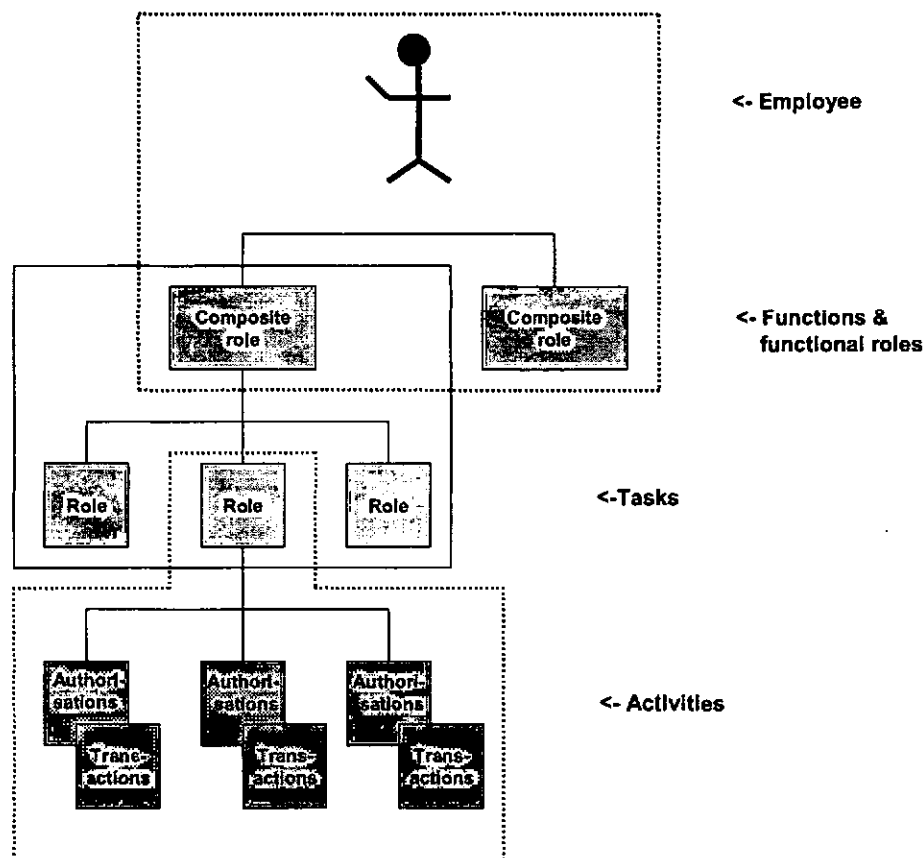 <- Employee
Composite
role
Composite
role
<- Functions &
functional roles
Role
Role
Role
<-Tasks
Authori-
sations
Authori-
sations
Authori-
sations
<- Activities
Trans-
actions
Trans-
actions
Trans-
actions